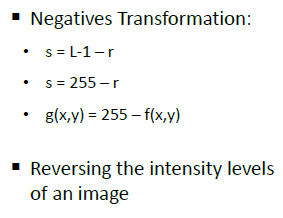 ▪ Negatives Transformation:
• s = L-1 – r
• s = 255 – r
• g(x,y) = 255 – f(x,y)
▪ Reversing the intensity levels
of an image